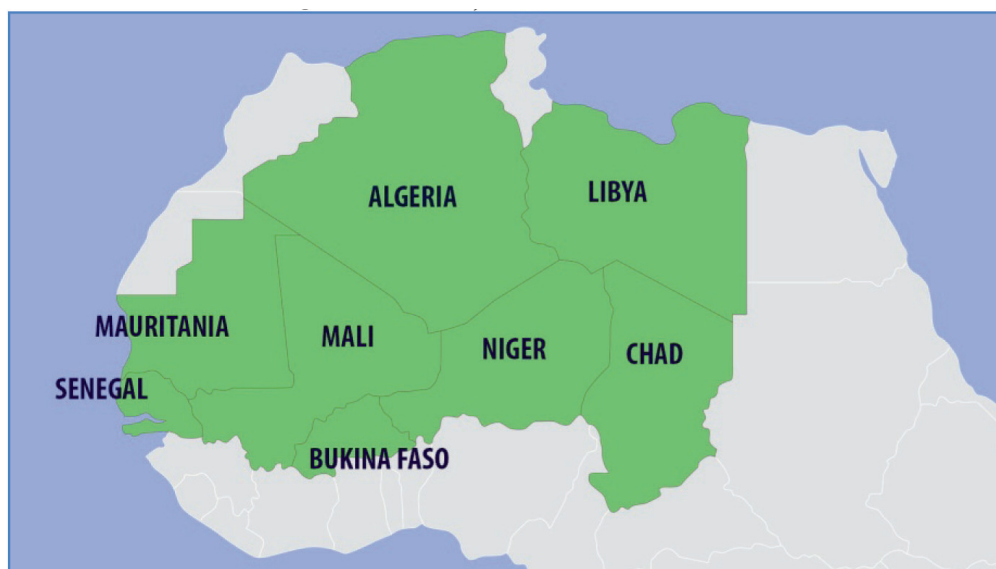 ALGERIA
LIBYA
MAURITANIA
MALI
NIGER
CHAD
SENEGAL
BUKINA FASO